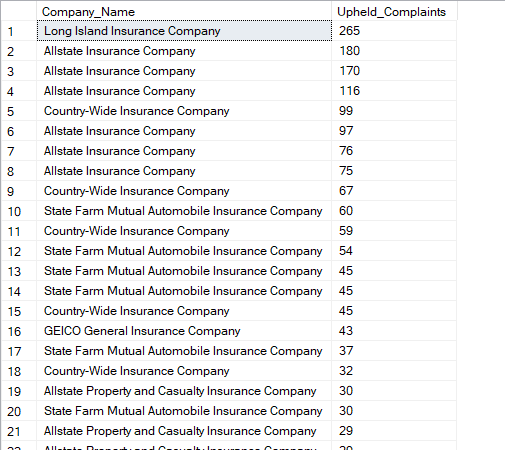 Company_Name Upheld_Complaints
1 Long Island Insurance Company 265
2 Allstate Insurance Company 180
3 Allstate Insurance Company 170
4 Allstate Insurance Company 116
5 Country-Wide Insurance Company 99
6 Allstate Insurance Company 97
7 Allstate Insurance Company 76
8 Allstate Insurance Company 75
9 Country-Wide Insurance Company 67
10 State Farm Mutual Automobile Insurance Company 60
11 Country-Wide Insurance Company 59
12 State Farm Mutual Automobile Insurance Company 54
13 State Farm Mutual Automobile Insurance Company 45
14 State Farm Mutual Automobile Insurance Company 45
15 Country-Wide Insurance Company 45
16 GEICO General Insurance Company 43
17 State Farm Mutual Automobile Insurance Company 37
18 Country-Wide Insurance Company 32
19 Allstate Property and Casualty Insurance Company 30
20 State Farm Mutual Automobile Insurance Company 30
21 Allstate Property and Casualty Insurance Company 29